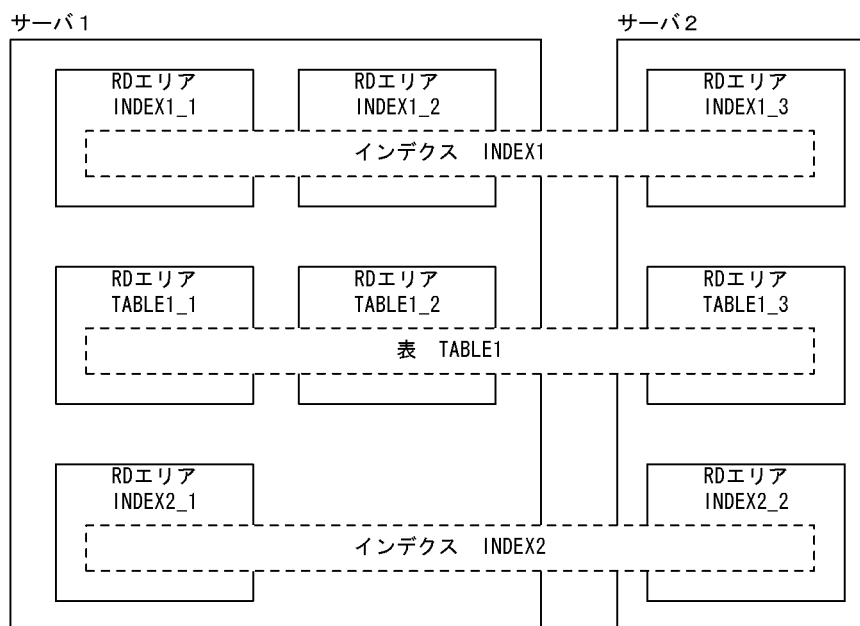 サーバ１
サーバ２
RDエリア
INDEX1_1
RDエリア
INDEX1_2
RDエリア
INDEX1_3
インデクス　INDEX1
RDエリア
TABLE1_1
RDエリア
TABLE1_2
RDエリア
TABLE1_3
表　TABLE1
RDエリア
INDEX2_1
RDエリア
INDEX2_2
インデクス　INDEX2